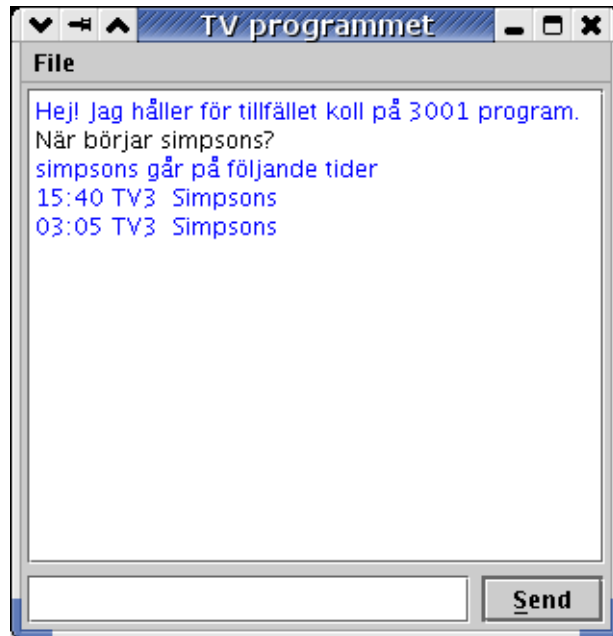 TV programmet
File
Hej! Jag håller för tillfället koll på 3001 program.
När börjar simpsons?
simpsons går på följande tider
15:40 TV3  Simpsons
03:05 TV3  Simpsons
Send